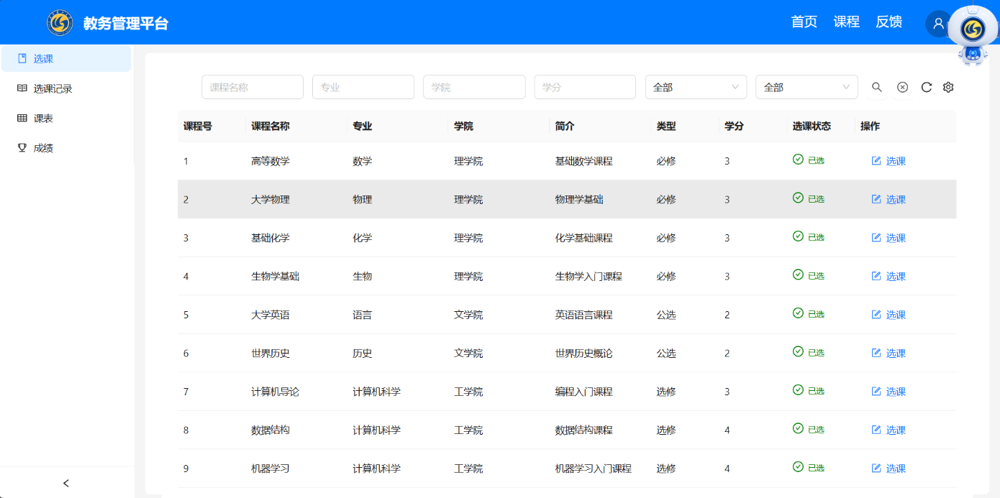 教务管理平台
首页 课程 反馈
选课
选课记录
课表
成绩
课程名称 专业 学院 学分 全部 全部
课程号 课程名称 专业 学院 简介 类型 学分 选课状态 操作
1 高等数学 数学 理学院 基础数学课程 必修 3 已选 选课
2 大学物理 物理 理学院 物理学基础 必修 3 已选 选课
3 基础化学 化学 理学院 化学基础课程 必修 3 已选 选课
4 生物学基础 生物 理学院 生物学入门课程 必修 3 已选 选课
5 大学英语 语言 文学院 英语语言课程 公选 2 已选 选课
6 世界历史 历史 文学院 世界历史概论 公选 2 已选 选课
7 计算机导论 计算机科学 工学院 编程入门课程 选修 3 已选 选课
8 数据结构 计算机科学 工学院 数据结构课程 选修 4 已选 选课
9 机器学习 计算机科学 工学院 机器学习入门课程 选修 4 已选 选课